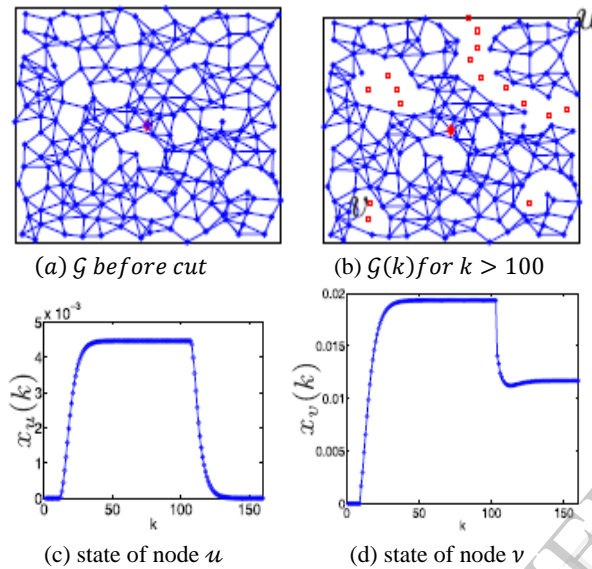 u
v
(a) 𝒢 before cut
(b) 𝒢(k) for k > 100
x 10⁻³
5
4
3
2
1
0
0
50
100
150
k
x_u(k)
(c) state of node u
0.02
0.015
0.01
0.005
0
0
50
100
150
k
x_v(k)
(d) state of node v